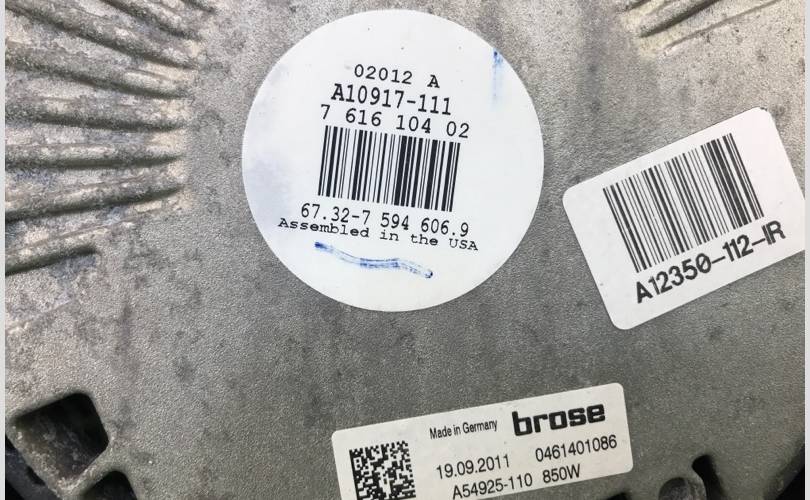 02012 A
A10917-111
7 616 104 02
67.32-7 594 606.9
Assembled in the USA
A12350-112-IR
Made in Germany brose
19.09.2011 0461401086
A54925-110 850W